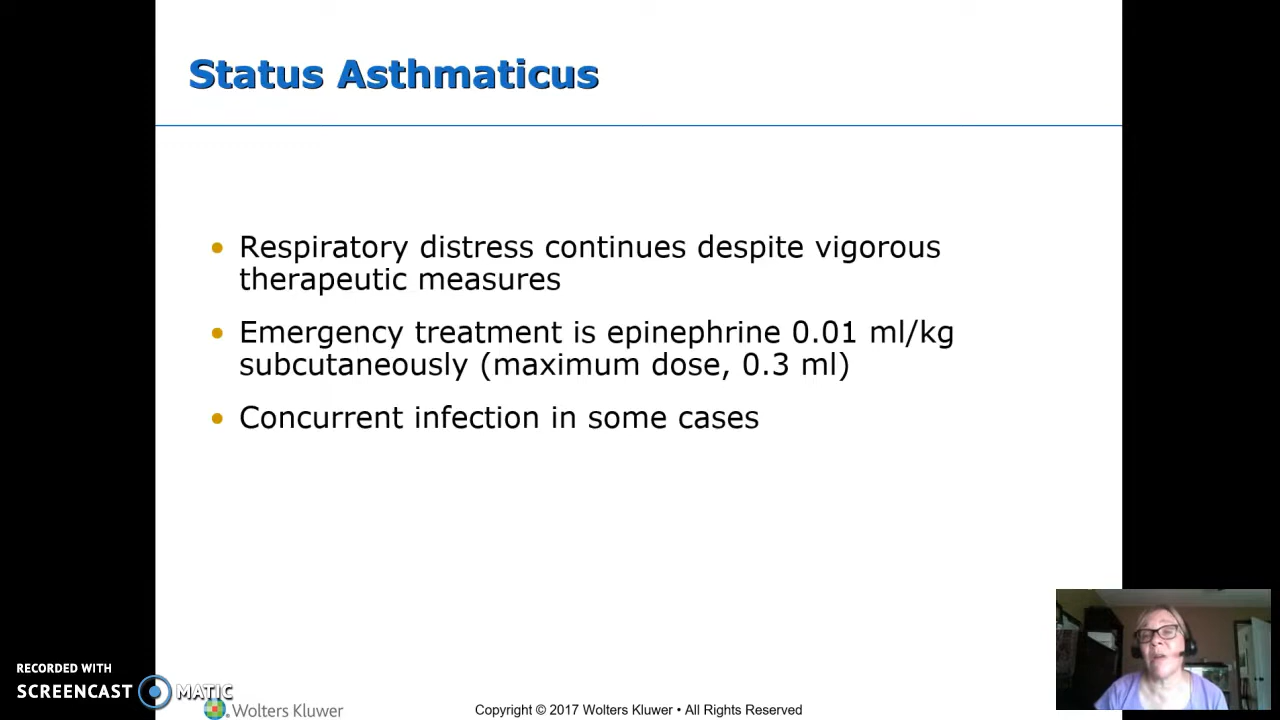 Status Asthmaticus
• Respiratory distress continues despite vigorous
therapeutic measures
• Emergency treatment is epinephrine 0.01 ml/kg
subcutaneously (maximum dose, 0.3 ml)
• Concurrent infection in some cases
RECORDED WITH
SCREENCAST MATIC
Wolters Kluwer
Copyright © 2017 Wolters Kluwer • All Rights Reserved